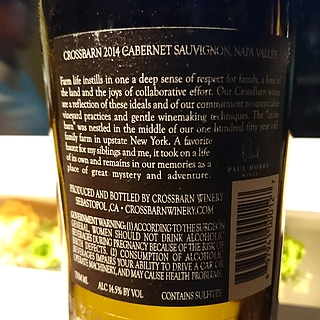 CROSSBARN 2014 CABERNET SAUVIGNON, NAPA VALLEY
Farm life instills in one a deep sense of respect for family, a love of
the land and the joys of collaborative effort. Our CrossBarn Wines
are a reflection of these ideals and of our commitment to sustainable
vineyard practices and gentle winemaking techniques. The "cross
barn" was nestled in the middle of our one hundred fifty year old
family farm in upstate New York. A favorite
haunt for my siblings and me, it took on a life
of its own and remains in our memories as a
place of great mystery and adventure.
PAUL HOBBS
WINES
PRODUCED AND BOTTLED BY CROSSBARN WINERY
SEBASTOPOL, CA • CROSSBARNWINERY.COM
GOVERNMENT WARNING: (1) ACCORDING TO THE SURGEON
GENERAL, WOMEN SHOULD NOT DRINK ALCOHOLIC
BEVERAGES DURING PREGNANCY BECAUSE OF THE RISK OF
BIRTH DEFECTS. (2) CONSUMPTION OF ALCOHOLIC
BEVERAGES IMPAIRS YOUR ABILITY TO DRIVE A CAR OR
OPERATE MACHINERY, AND MAY CAUSE HEALTH PROBLEMS.
750 ML ALC 14.5% BY VOL CONTAINS SULFITES